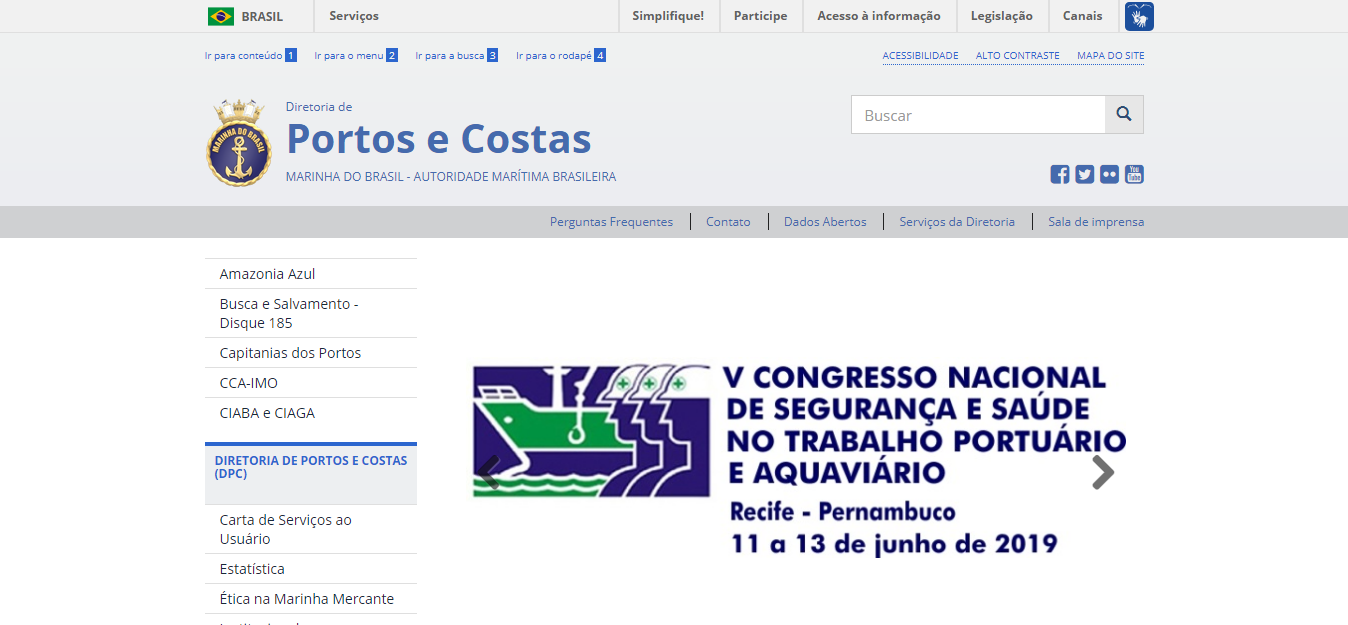 BRASIL
Serviços
Simplifique!
Participe
Acesso à informação
Legislação
Canais
Ir para conteúdo 1
Ir para o menu 2
Ir para a busca 3
Ir para o rodapé 4
ACESSIBILIDADE
ALTO CONTRASTE
MAPA DO SITE
MARINHA DO BRASIL
Diretoria de
Portos e Costas
MARINHA DO BRASIL - AUTORIDADE MARÍTIMA BRASILEIRA
Buscar
You
Tube
Perguntas Frequentes
Contato
Dados Abertos
Serviços da Diretoria
Sala de imprensa
Amazonia Azul
Busca e Salvamento -
Disque 185
Capitanias dos Portos
CCA-IMO
CIABA e CIAGA
DIRETORIA DE PORTOS E COSTAS
(DPC)
Carta de Serviços ao
Usuário
Estatística
Ética na Marinha Mercante
V CONGRESSO NACIONAL
DE SEGURANÇA E SAÚDE
NO TRABALHO PORTUÁRIO
E AQUAVIÁRIO
Recife - Pernambuco
11 a 13 de junho de 2019